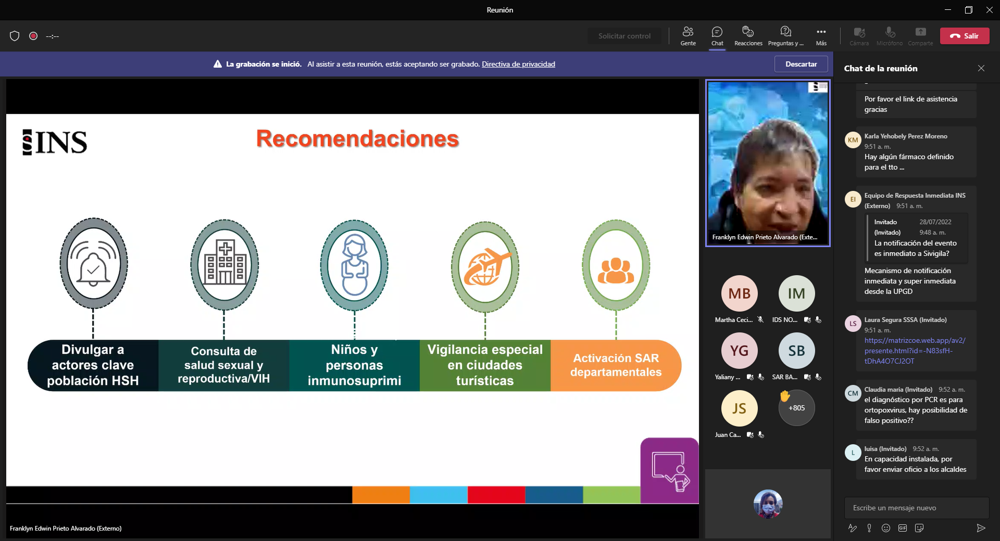 Reunión
--:--
Solicitar control
Gente
Chat
Reacciones
Preguntas y ...
Más
Cámara
Micrófono
Comparte
Salir
La grabación se inició. Al asistir a esta reunión, estás aceptando ser grabado. Directiva de privacidad
Descartar
INS
Recomendaciones
Divulgar a
actores clave
población HSH
Consulta de
salud sexual y
reproductiva/VIH
Niños y
personas
inmunosuprimi
Vigilancia especial
en ciudades
turísticas
Activación SAR
departamentales
Franklyn Edwin Prieto Alvarado (Externo)
Franklyn Edwin Prieto Alvarado (Exte...
MB
Martha Ceci...
IM
IDS NO...
YG
Yaliany ...
SB
SAR BA...
JS
Juan Ca...
+805
Chat de la reunión
Por favor el link de asistencia
gracias
KM
Karla Yehobely Perez Moreno
9:51 a. m.
Hay algún fármaco definido
para el tto ...
EI
Equipo de Respuesta Inmediata INS
(Externo) 9:51 a. m.
Invitado 28/07/2022
(Invitado) 9:48 a. m.
La notificación del evento
es inmediato a Sivigila?
Mecanismo de notificación
inmediata y super inmediata
desde la UPGD
LS
Laura Segura SSSA (Invitado)
9:51 a. m.
https://matrizcoe.web.app/av2/
presente.html?id=-N83sfH-
tDhA4O7CJ2OT
CM
Claudia maria (Invitado) 9:52 a. m.
el diagnóstico por PCR es para
ortopoxvirus, hay posibilidad de
falso positivo??
L
luisa (Invitado) 9:52 a. m.
En capacidad instalada, por
favor enviar oficio a los alcaldes
Escribe un mensaje nuevo
GIF